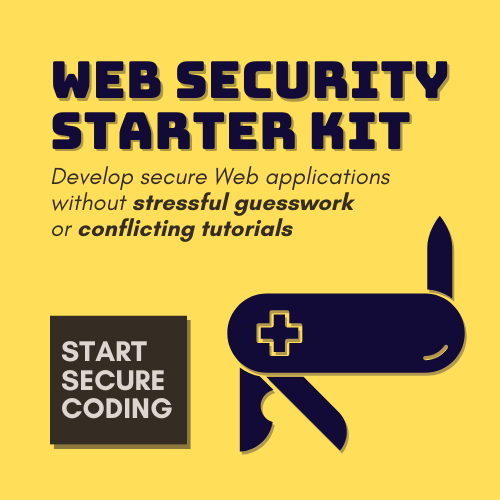 WEB SECURITY
STARTER KIT
Develop secure Web applications
without stressful guesswork
or conflicting tutorials
START
SECURE
CODING